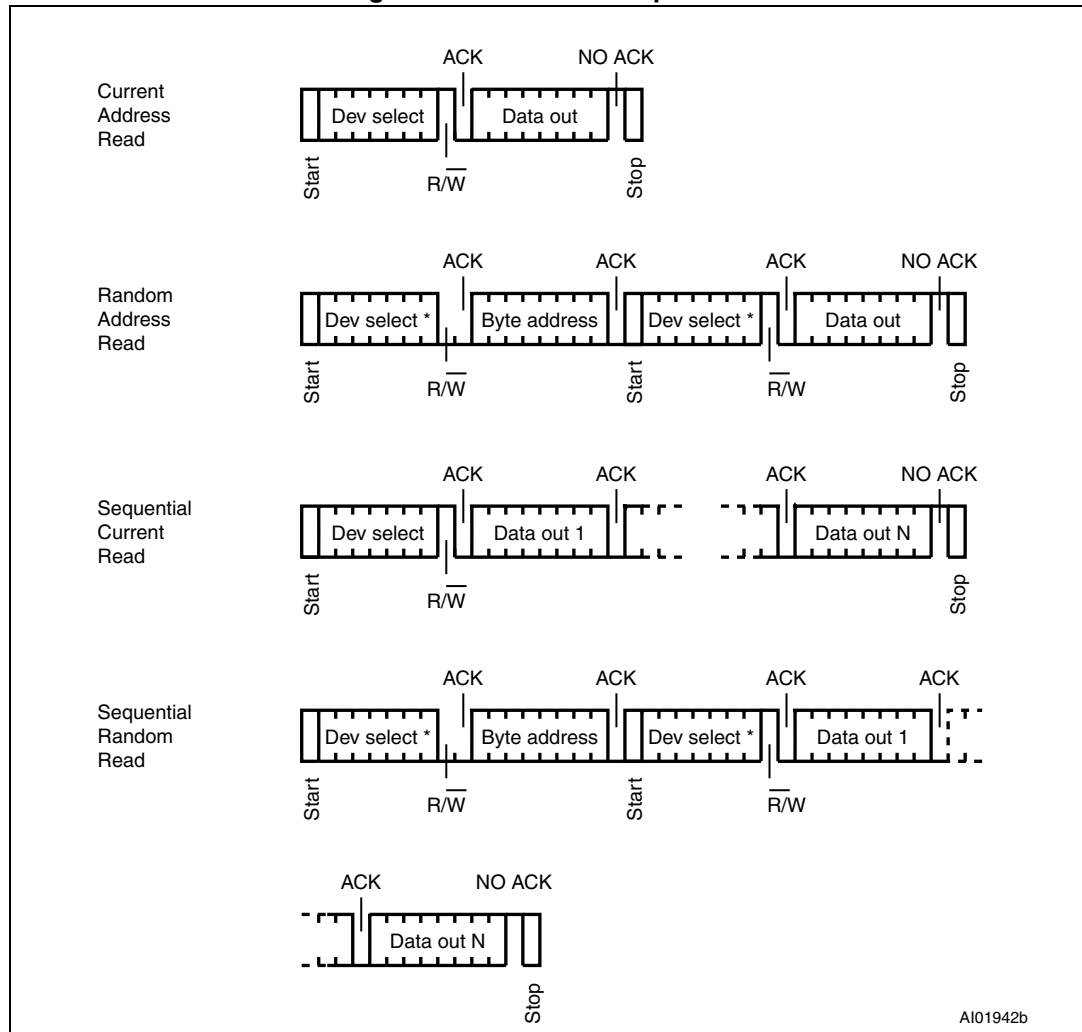 ACK NO ACK
Current
Address
Read
Dev select Data out
Start R/W̅ Stop
ACK ACK ACK NO ACK
Random
Address
Read
Dev select * Byte address Dev select * Data out
Start R/W̅ Start R̅/W Stop
ACK ACK ACK NO ACK
Sequential
Current
Read
Dev select Data out 1 Data out N
Start R/W̅ Stop
ACK ACK ACK ACK
Sequential
Random
Read
Dev select * Byte address Dev select * Data out 1
Start R/W̅ Start R̅/W
ACK NO ACK
Data out N
Stop
AI01942b